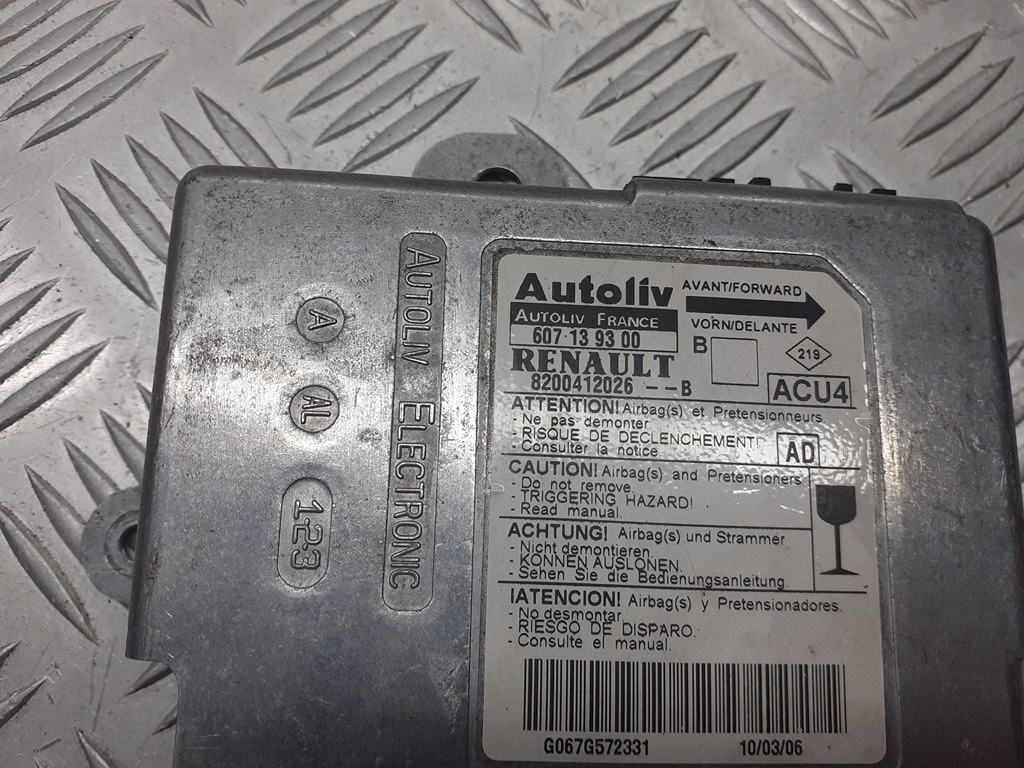 A
AL
123
AUTOLIV ELECTRONIC
Autoliv
AUTOLIV FRANCE
607 13 93 00
RENAULT
8200412026 --B
AVANT/FORWARD
VORN/DELANTE
B
219
ACU4
ATTENTION! Airbag(s) et Pretensionneurs
- Ne pas demonter.
- RISQUE DE DECLENCHEMENT!
- Consulter la notice.
AD
CAUTION! Airbag(s) and Pretensioners
- Do not remove.
- TRIGGERING HAZARD!
- Read manual.
ACHTUNG! Airbag(s) und Strammer
- Nicht demontieren.
- KONNEN AUSLONEN.
- Sehen Sie die Bedienungsanleitung.
IATENCION! Airbag(s) y Pretensionadores.
- No desmontar.
- RIESGO DE DISPARO.
- Consulte el manual.
G067G572331 10/03/06